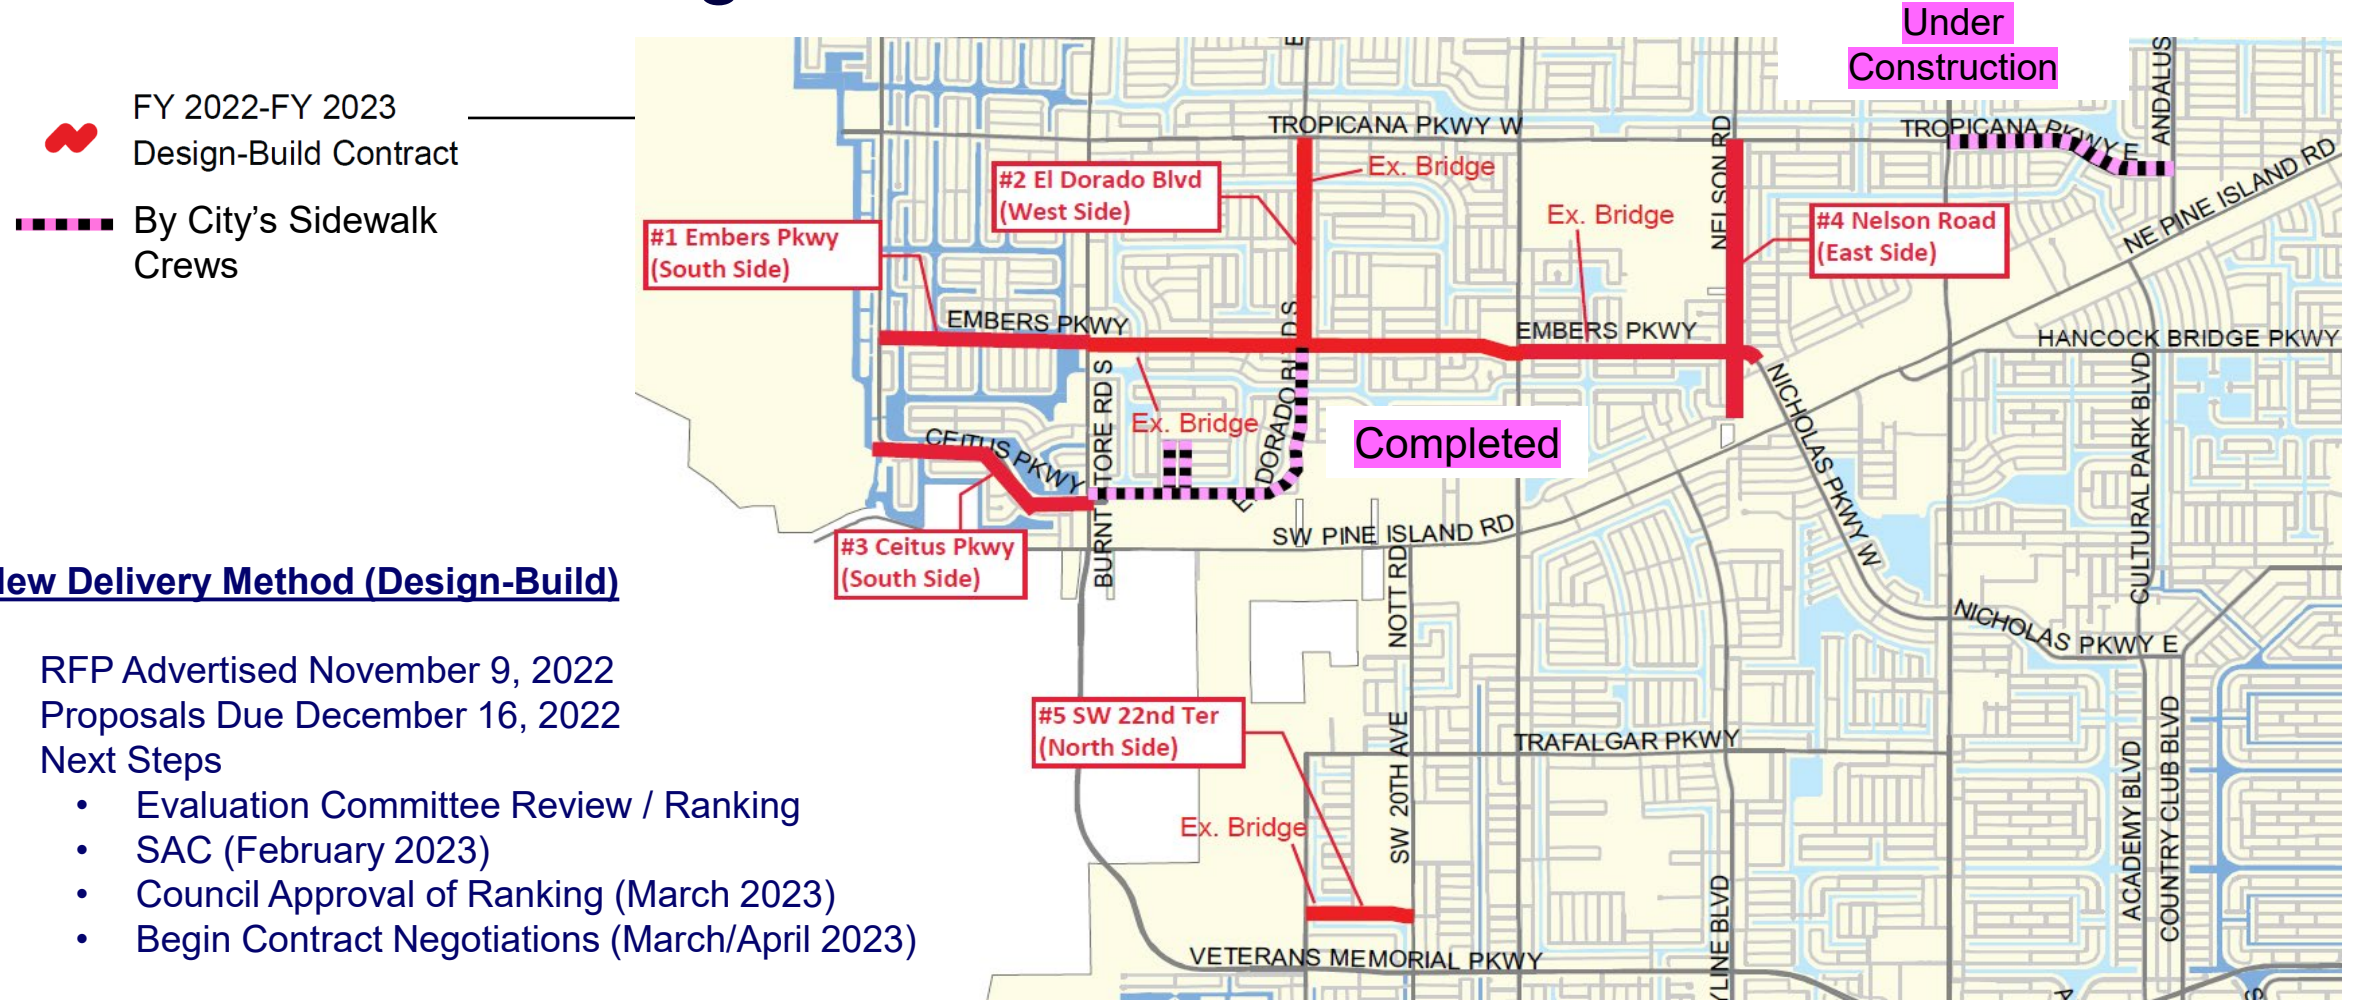 Under
Construction
FY 2022-FY 2023
Design-Build Contract
By City's Sidewalk
Crews
TROPICANA PKWY W
TROPICANA PKWY E
ANDALUS
NE PINE ISLAND RD
Ex. Bridge
#2 El Dorado Blvd
(West Side)
NELSON RD
Ex. Bridge
#4 Nelson Road
(East Side)
#1 Embers Pkwy
(South Side)
EMBERS PKWY
EMBERS PKWY
HANCOCK BRIDGE PKWY
Ex. Bridge
Completed
CEITUS PKWY
BURNT TORE RD S
DORADO
NICHOLAS PKWY W
CULTURAL PARK BLVD
SW PINE ISLAND RD
#3 Ceitus Pkwy
(South Side)
Delivery Method (Design-Build)
NOTT RD
NICHOLAS PKWY E
RFP Advertised November 9, 2022
Proposals Due December 16, 2022
Next Steps
• Evaluation Committee Review / Ranking
• SAC (February 2023)
• Council Approval of Ranking (March 2023)
• Begin Contract Negotiations (March/April 2023)
#5 SW 22nd Ter
(North Side)
SW 20TH AVE
TRAFALGAR PKWY
Ex. Bridge
ACADEMY BLVD
COUNTRY CLUB BLVD
YLINE BLVD
VETERANS MEMORIAL PKWY